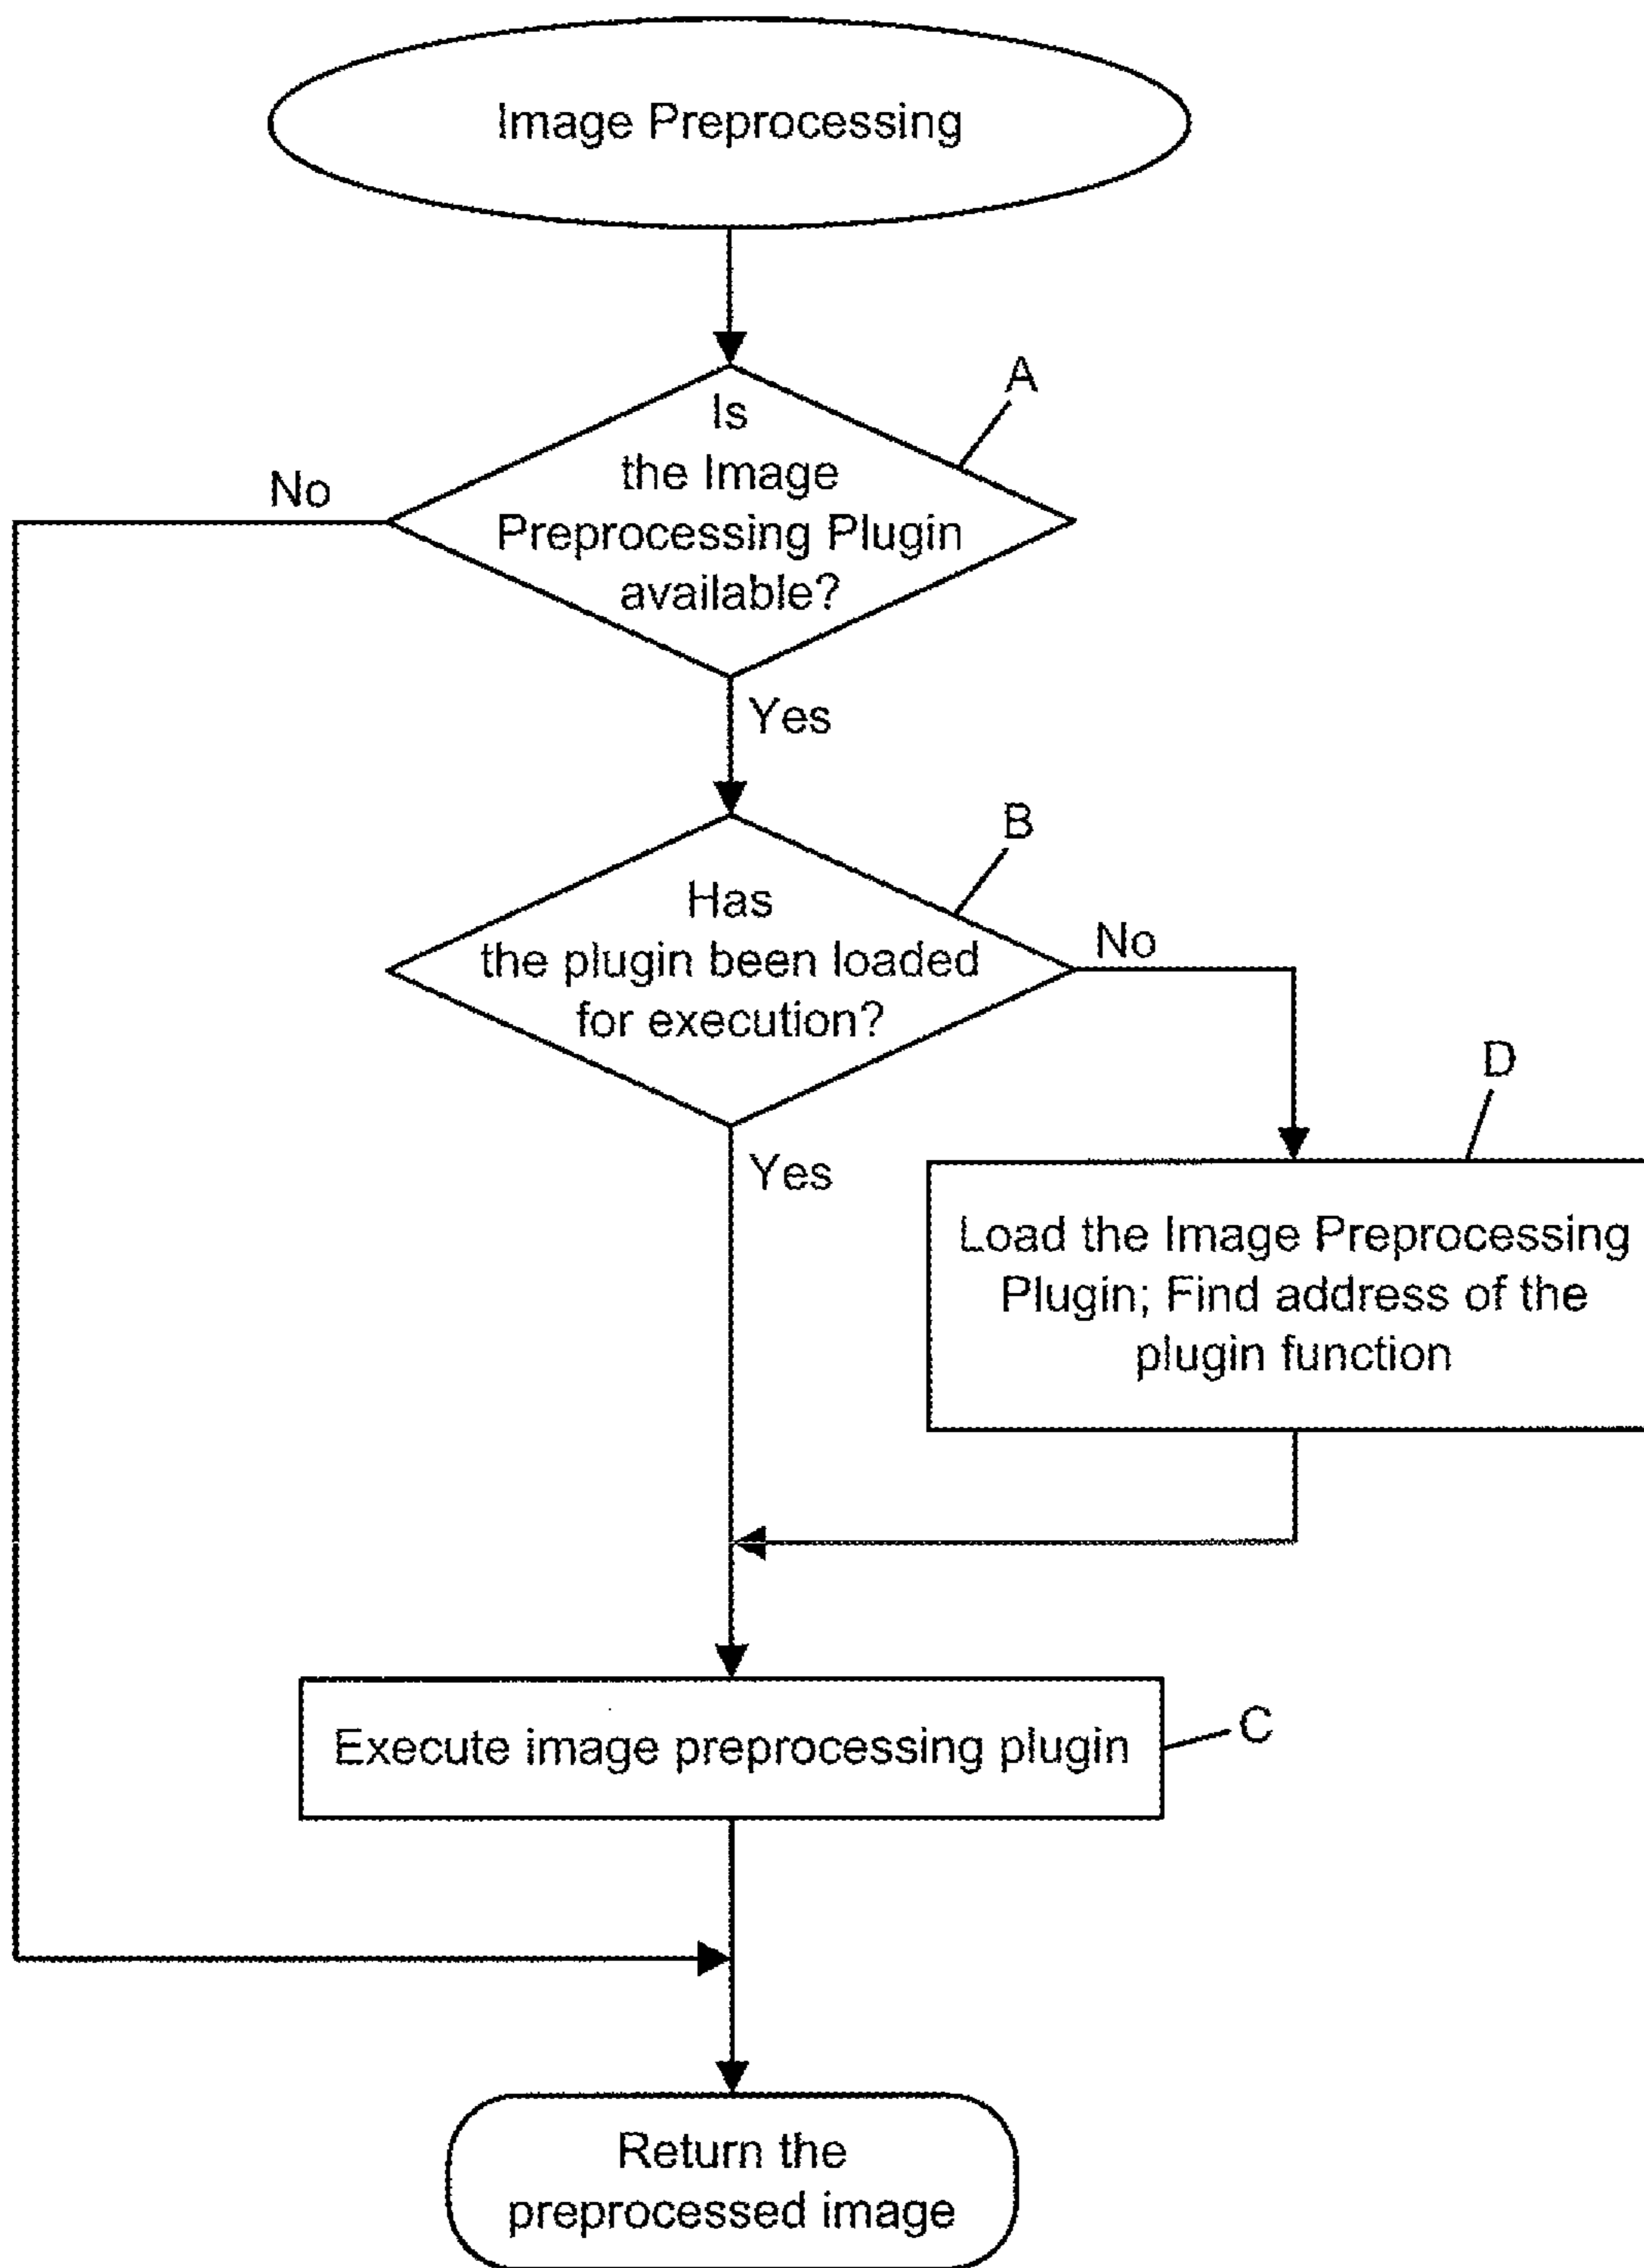 Image Preprocessing
A
Is
the Image
Preprocessing Plugin
available?
No
Yes
B
Has
the plugin been loaded
for execution?
No
Yes
D
Load the Image Preprocessing
Plugin; Find address of the
plugin function
Execute image preprocessing plugin
C
Return the
preprocessed image